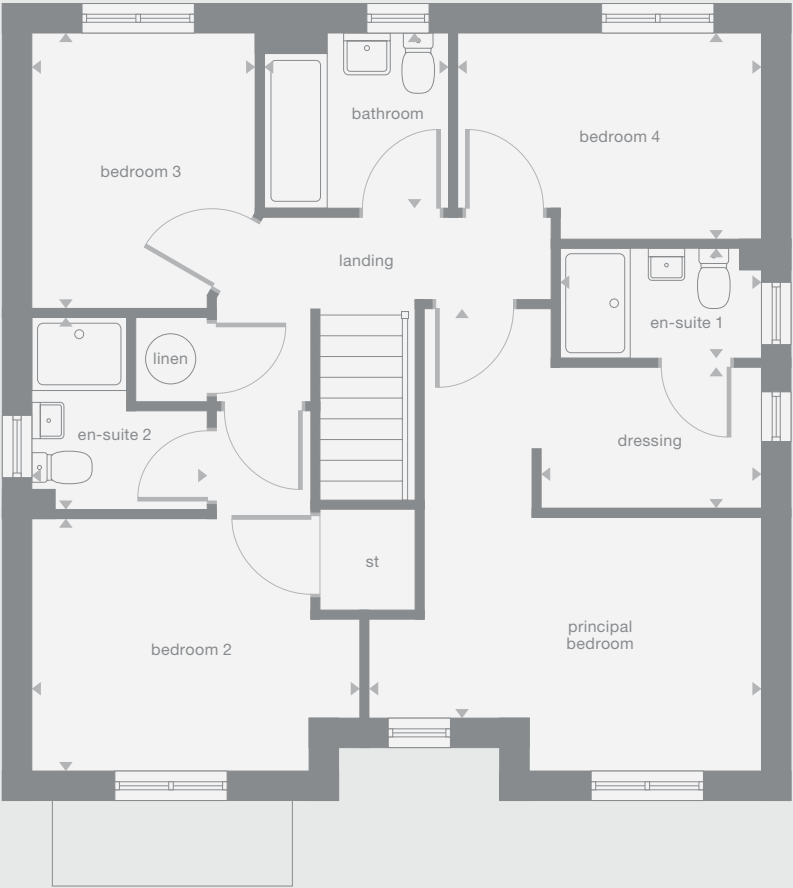 bathroom
bedroom 4
bedroom 3
landing
en-suite 1
linen
en-suite 2
dressing
st
principal
bedroom
bedroom 2